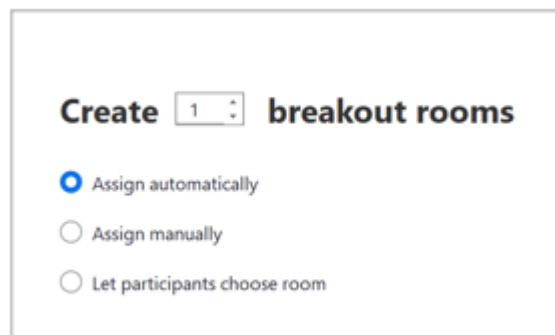 Create 1 breakout rooms
Assign automatically
Assign manually
Let participants choose room